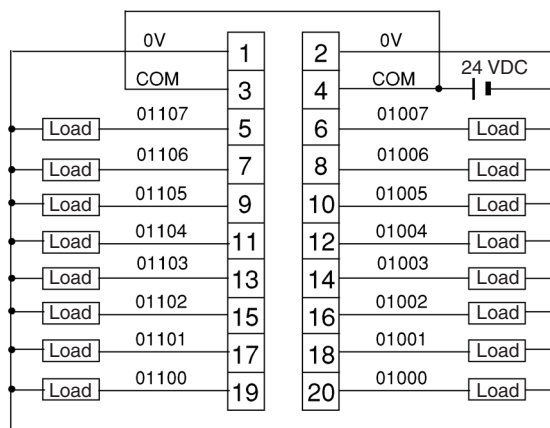 0V 1 2 0V
24 VDC
COM 3 4 COM
Load 01107 5 6 01007 Load
Load 01106 7 8 01006 Load
Load 01105 9 10 01005 Load
Load 01104 11 12 01004 Load
Load 01103 13 14 01003 Load
Load 01102 15 16 01002 Load
Load 01101 17 18 01001 Load
Load 01100 19 20 01000 Load